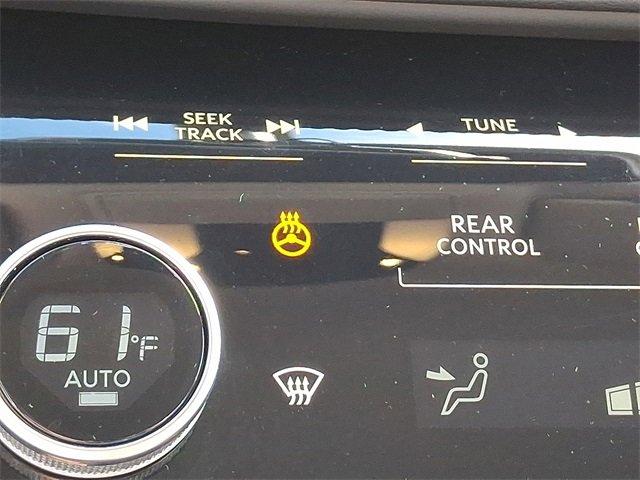 SEEK
TRACK
TUNE
REAR
CONTROL
61°F
AUTO